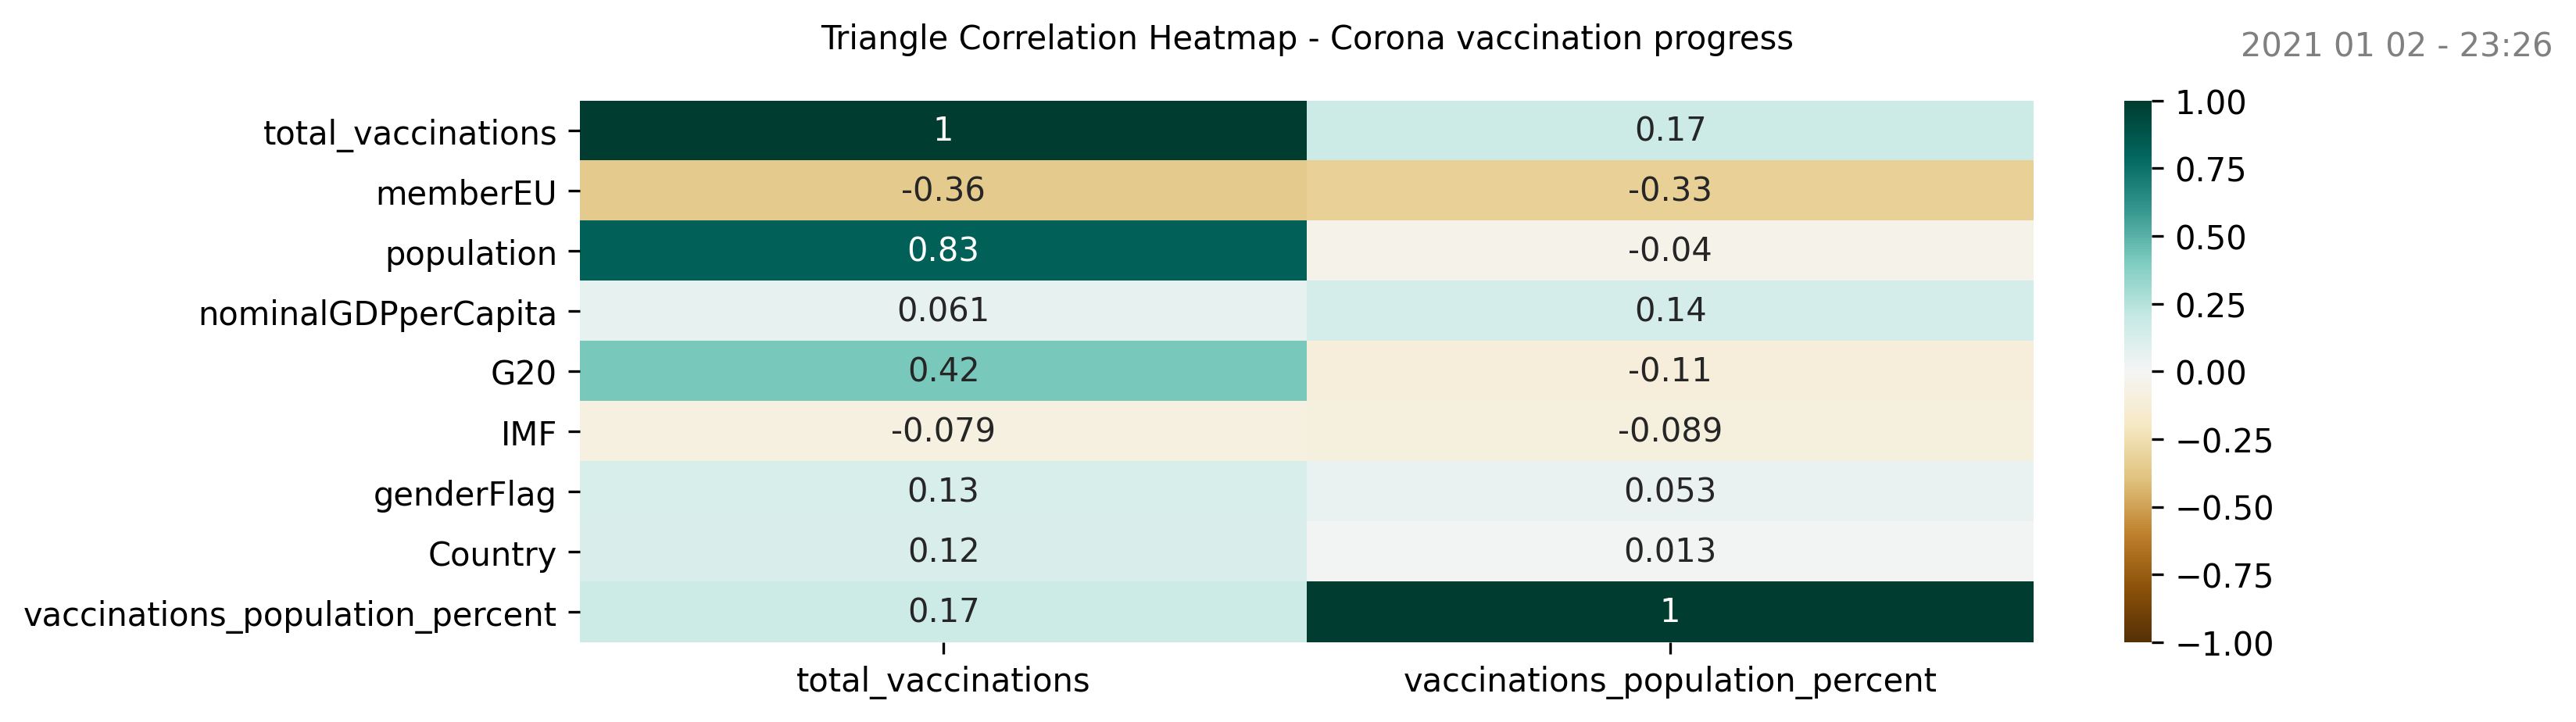 Triangle Correlation Heatmap - Corona vaccination progress
2021 01 02 - 23:26
total_vaccinations 1 0.17
memberEU -0.36 -0.33
population 0.83 -0.04
nominalGDPperCapita 0.061 0.14
G20 0.42 -0.11
IMF -0.079 -0.089
genderFlag 0.13 0.053
Country 0.12 0.013
vaccinations_population_percent 0.17 1
total_vaccinations vaccinations_population_percent
1.00
0.75
0.50
0.25
0.00
−0.25
−0.50
−0.75
−1.00